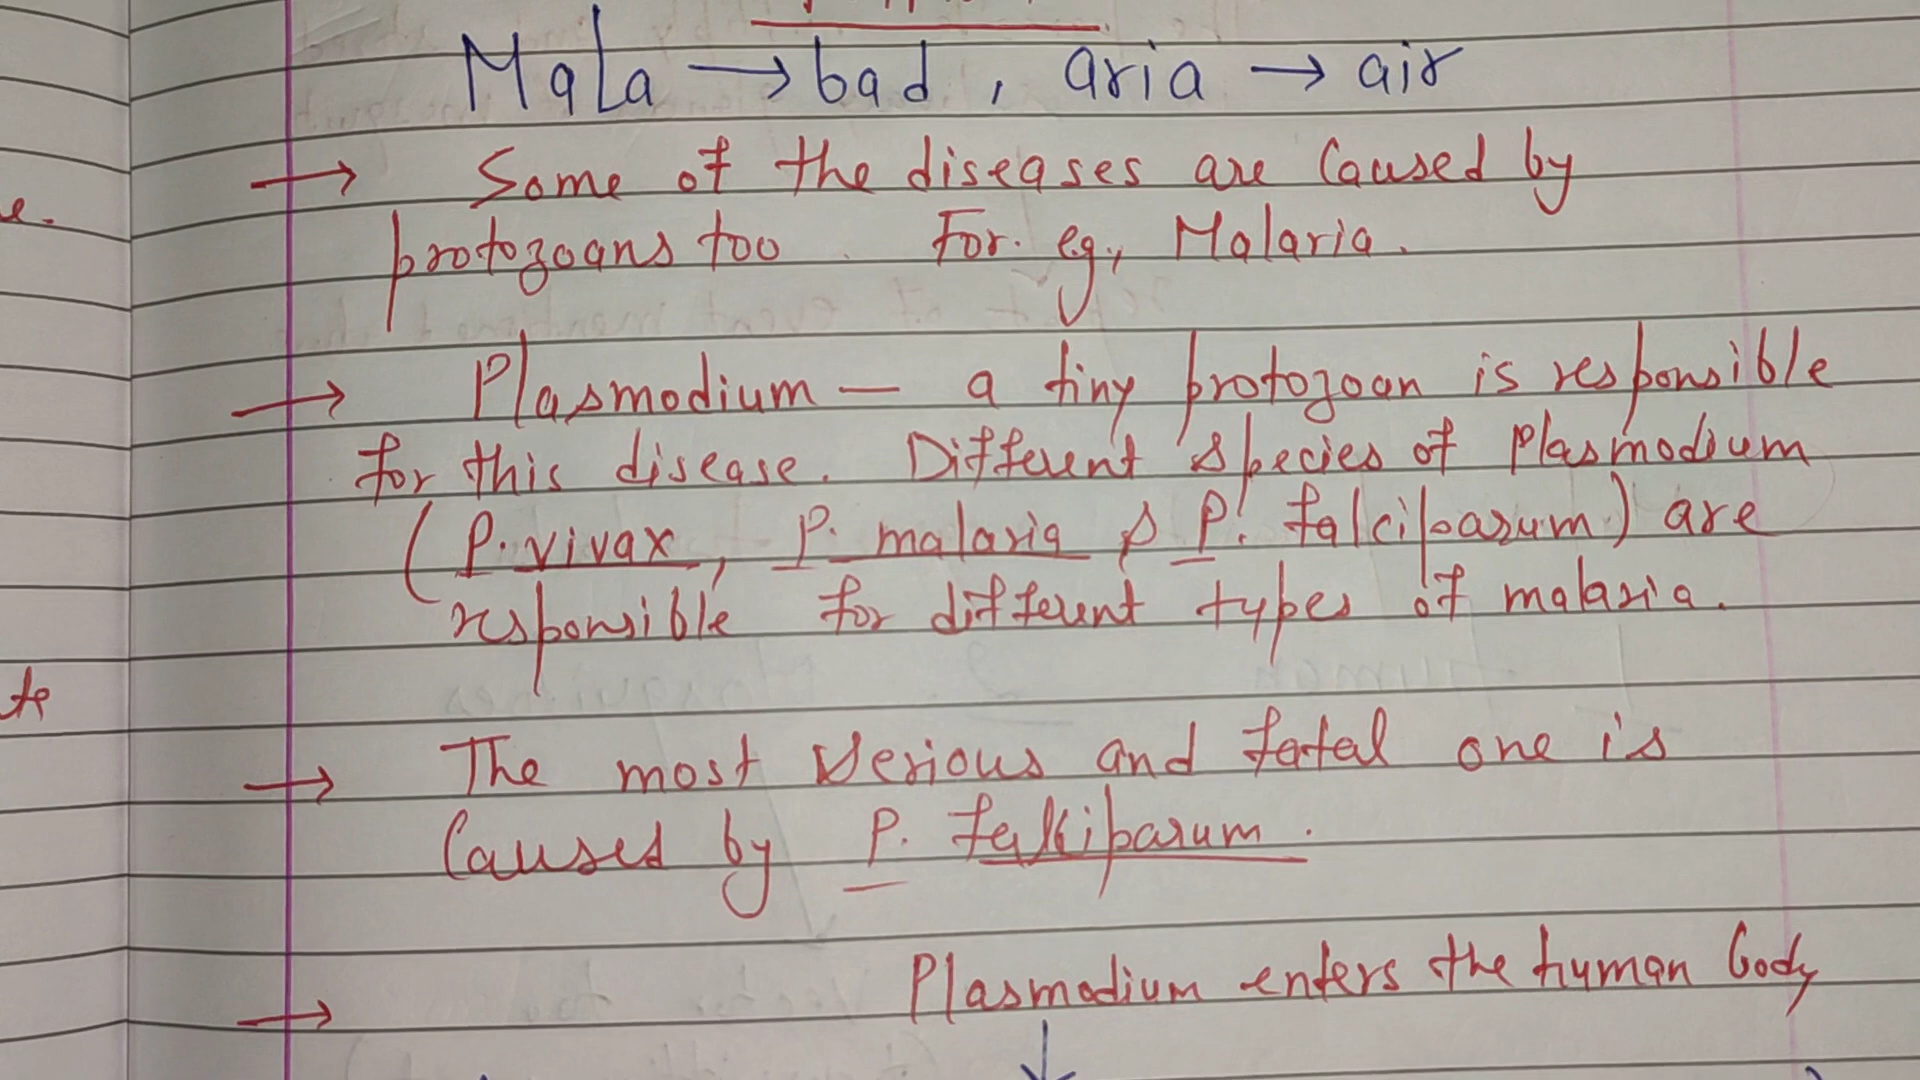 Mala → bad, aria → air
→ Some of the diseases are caused by
protozoans too. For. eg., Malaria.
→ Plasmodium — a tiny protozoan is responsible
for this disease. Different species of Plasmodium
(P. vivax, P. malaria & P. falciparum) are
responsible for different types of malaria.
→ The most serious and fatal one is
caused by P. falciparum.
→ Plasmodium enters the human body
↓